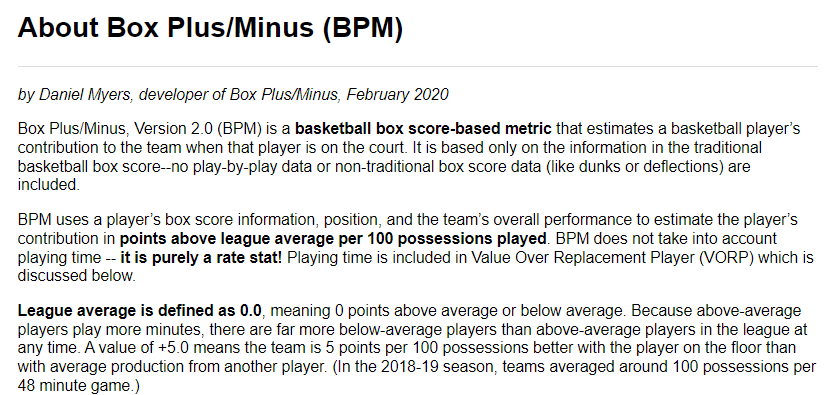 About Box Plus/Minus (BPM)
by Daniel Myers, developer of Box Plus/Minus, February 2020
Box Plus/Minus, Version 2.0 (BPM) is a basketball box score-based metric that estimates a basketball player's
contribution to the team when that player is on the court. It is based only on the information in the traditional
basketball box score--no play-by-play data or non-traditional box score data (like dunks or deflections) are
included.
BPM uses a player's box score information, position, and the team's overall performance to estimate the player's
contribution in points above league average per 100 possessions played. BPM does not take into account
playing time -- it is purely a rate stat! Playing time is included in Value Over Replacement Player (VORP) which is
discussed below.
League average is defined as 0.0, meaning 0 points above average or below average. Because above-average
players play more minutes, there are far more below-average players than above-average players in the league at
any time. A value of +5.0 means the team is 5 points per 100 possessions better with the player on the floor than
with average production from another player. (In the 2018-19 season, teams averaged around 100 possessions per
48 minute game.)